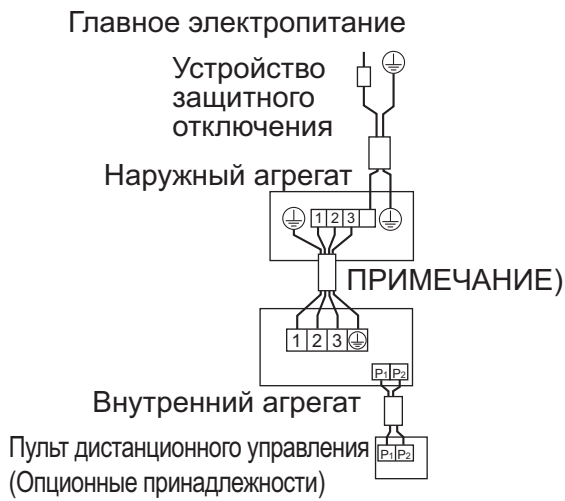 Главное электропитание
Устройство
защитного
отключения
Наружный агрегат
1 2 3
ПРИМЕЧАНИЕ)
1 2 3
P1 P2
Внутренний агрегат
Пульт дистанционного управления
(Опционные принадлежности)
P1 P2